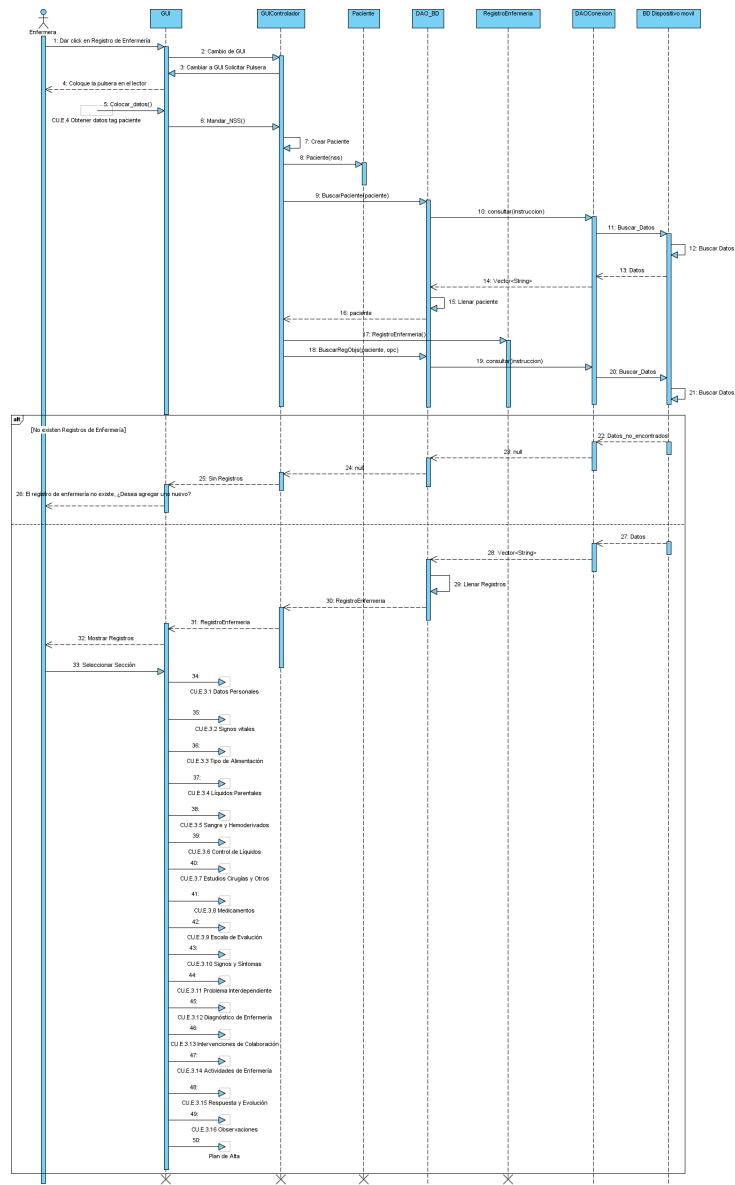 GUI
GUIControlador
Paciente
DAO_BD
RegistroEnfermeria
DAOConexion
BD Dispositivo movil
Enfermera
1: Dar click en Registro de Enfermería
2: Cambio de GUI
3: Cambiar a GUI Solicitar Pulsera
4: Coloque la pulsera en el lector
5: Colocar_datos()
CU.E.4 Obtener datos tag paciente
6: Mandar_NSS()
7: Crear Paciente
8: Paciente(nss)
9: BuscarPaciente(paciente)
10: consultar(instruccion)
11: Buscar_Datos
12: Buscar Datos
13: Datos
14: Vector<String>
15: Llenar paciente
16: paciente
17: RegistroEnfermeria()
18: BuscarRegObjs(paciente, opc)
19: consultar(instruccion)
20: Buscar_Datos
21: Buscar Datos
alt
[No existen Registros de Enfermería]
22: Datos_no_encontrados
23: null
24: null
25: Sin Registros
26: El registro de enfermería no existe, ¿Desea agregar uno nuevo?
27: Datos
28: Vector<String>
29: Llenar Registros
30: RegistroEnfermeria
31: RegistroEnfermeria
32: Mostrar Registros
33: Seleccionar Sección
34:
CU.E.3.1 Datos Personales
35:
CU.E.3.2 Signos vitales
36:
CU.E.3.3 Tipo de Alimentación
37:
CU.E.3.4 Líquidos Parentales
38:
CU.E.3.5 Sangre y Hemoderivados
39:
CU.E.3.6 Control de Líquidos
40:
CU.E.3.7 Estudios Cirugías y Otros
41:
CU.E.3.8 Medicamentos
42:
CU.E.3.9 Escala de Evalución
43:
CU.E.3.10 Signos y Síntomas
44:
CU.E.3.11 Problema Interdependiente
45:
CU.E.3.12 Diagnóstico de Enfermería
46:
CU.E.3.13 Intervenciones de Colaboración
47:
CU.E.3.14 Actividades de Enfermería
48:
CU.E.3.15 Respuesta y Evolución
49:
CU.E.3.16 Observaciones
50:
Plan de Alta